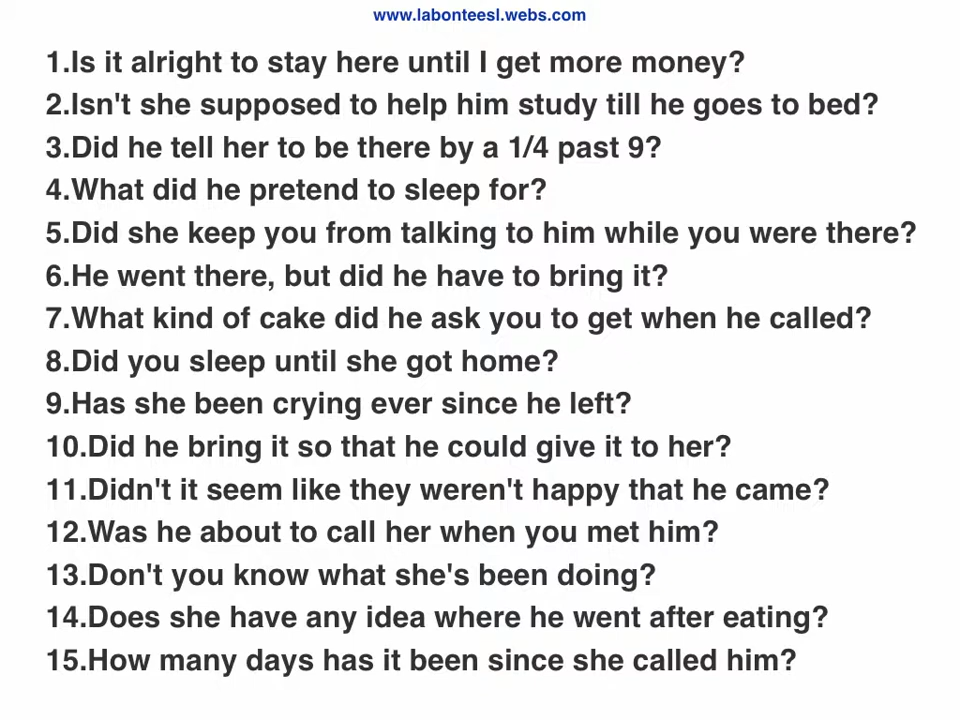 www.labonteesl.webs.com
1.Is it alright to stay here until I get more money?
2.Isn't she supposed to help him study till he goes to bed?
3.Did he tell her to be there by a 1/4 past 9?
4.What did he pretend to sleep for?
5.Did she keep you from talking to him while you were there?
6.He went there, but did he have to bring it?
7.What kind of cake did he ask you to get when he called?
8.Did you sleep until she got home?
9.Has she been crying ever since he left?
10.Did he bring it so that he could give it to her?
11.Didn't it seem like they weren't happy that he came?
12.Was he about to call her when you met him?
13.Don't you know what she's been doing?
14.Does she have any idea where he went after eating?
15.How many days has it been since she called him?